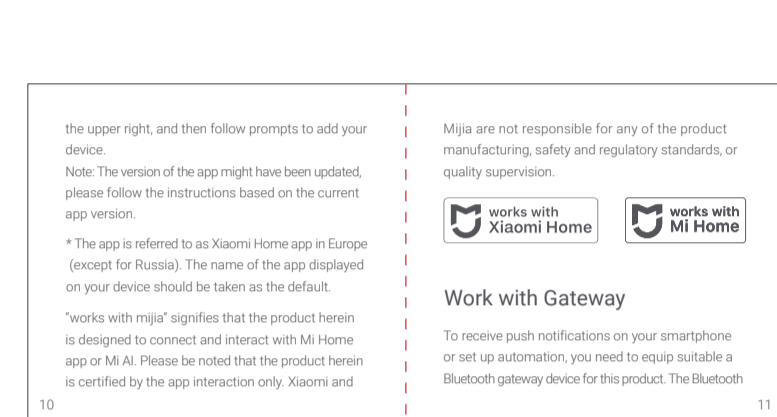 the upper right, and then follow prompts to add your
device.
Note: The version of the app might have been updated,
please follow the instructions based on the current
app version.
* The app is referred to as Xiaomi Home app in Europe
(except for Russia). The name of the app displayed
on your device should be taken as the default.
"works with mijia" signifies that the product herein
is designed to connect and interact with Mi Home
app or Mi AI. Please be noted that the product herein
is certified by the app interaction only. Xiaomi and
10
Mijia are not responsible for any of the product
manufacturing, safety and regulatory standards, or
quality supervision.
works with
Xiaomi Home
works with
Mi Home
Work with Gateway
To receive push notifications on your smartphone
or set up automation, you need to equip suitable a
Bluetooth gateway device for this product. The Bluetooth
11